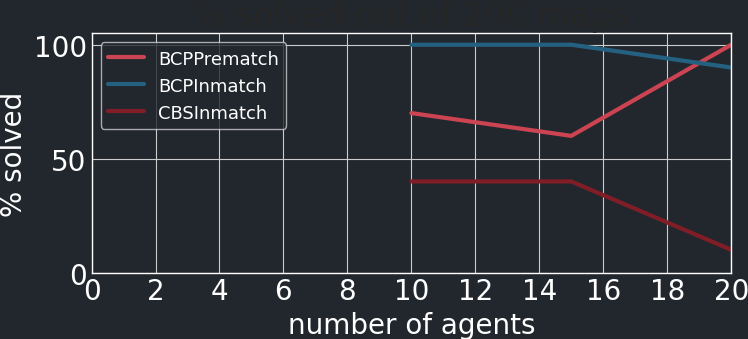 100
50
0
% solved
BCPPrematch
BCPInmatch
CBSInmatch
0 2 4 6 8 10 12 14 16 18 20
number of agents